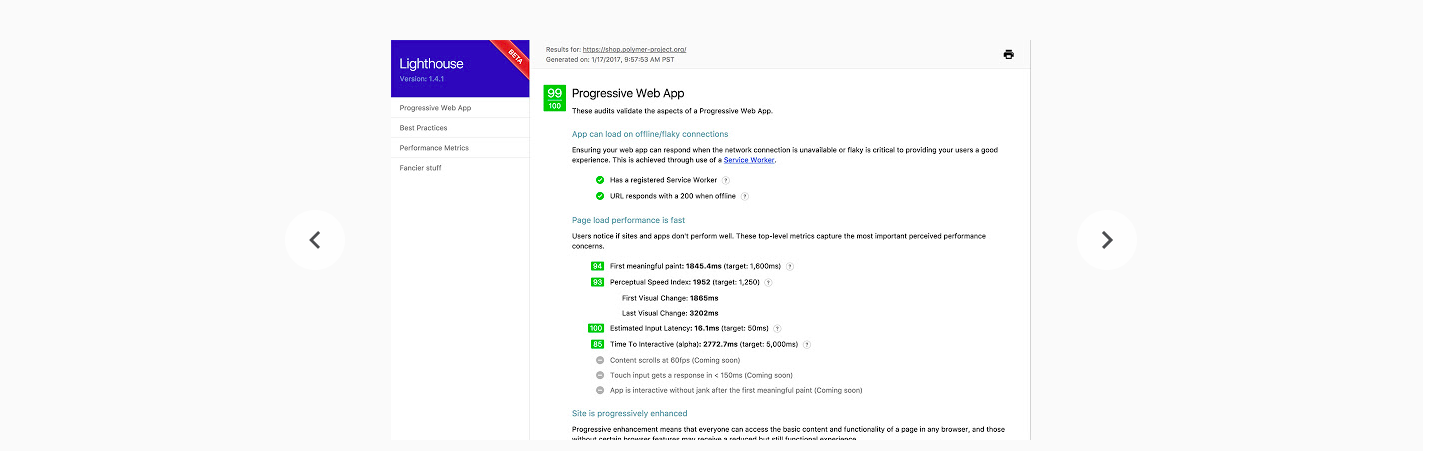 Lighthouse
Version: 1.4.1
BETA
Progressive Web App
Best Practices
Performance Metrics
Fancier stuff
Results for: https://shop.polymer-project.org/
Generated on: 1/17/2017, 9:57:53 AM PST
99
100
Progressive Web App
These audits validate the aspects of a Progressive Web App.
App can load on offline/flaky connections
Ensuring your web app can respond when the network connection is unavailable or flaky is critical to providing your users a good
experience. This is achieved through use of a Service Worker.
Has a registered Service Worker ?
URL responds with a 200 when offline ?
Page load performance is fast
Users notice if sites and apps don't perform well. These top-level metrics capture the most important perceived performance
concerns.
94 First meaningful paint: 1845.4ms (target: 1,600ms) ?
93 Perceptual Speed Index: 1952 (target: 1,250) ?
First Visual Change: 1865ms
Last Visual Change: 3202ms
100 Estimated Input Latency: 16.1ms (target: 50ms) ?
85 Time To Interactive (alpha): 2772.7ms (target: 5,000ms) ?
Content scrolls at 60fps (Coming soon)
Touch input gets a response in < 150ms (Coming soon)
App is interactive without jank after the first meaningful paint (Coming soon)
Site is progressively enhanced
Progressive enhancement means that everyone can access the basic content and functionality of a page in any browser, and those
without certain browser features may receive a reduced but still functional experience.